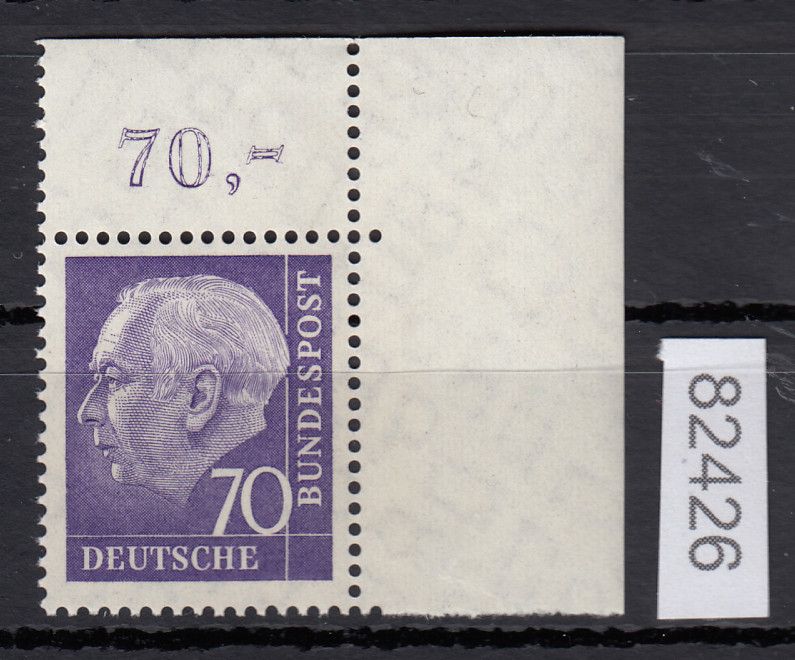 70,=
BUNDESPOST
70
DEUTSCHE
82426